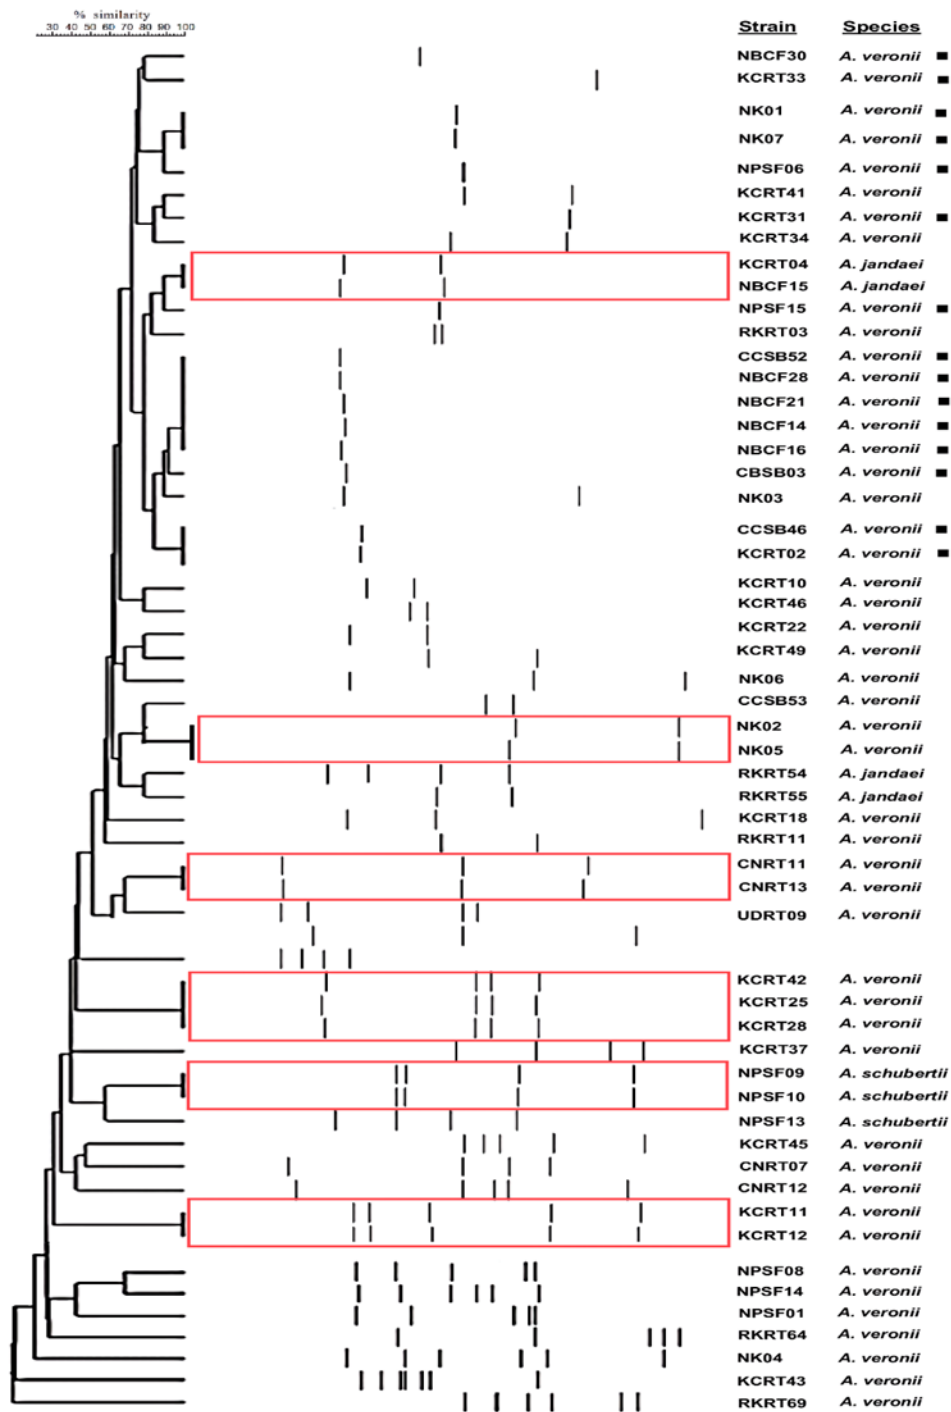 % similarity
30 40 50 60 70 80 90 100
Strain Species
NBCF30 A. veronii
KCRT33 A. veronii
NK01 A. veronii
NK07 A. veronii
NPSF06 A. veronii
KCRT41 A. veronii
KCRT31 A. veronii
KCRT34 A. veronii
KCRT04 A. jandaei
NBCF15 A. jandaei
NPSF15 A. veronii
RKRT03 A. veronii
CCSB52 A. veronii
NBCF28 A. veronii
NBCF21 A. veronii
NBCF14 A. veronii
NBCF16 A. veronii
CBSB03 A. veronii
NK03 A. veronii
CCSB46 A. veronii
KCRT02 A. veronii
KCRT10 A. veronii
KCRT46 A. veronii
KCRT22 A. veronii
KCRT49 A. veronii
NK06 A. veronii
CCSB53 A. veronii
NK02 A. veronii
NK05 A. veronii
RKRT54 A. jandaei
RKRT55 A. jandaei
KCRT18 A. veronii
RKRT11 A. veronii
CNRT11 A. veronii
CNRT13 A. veronii
UDRT09 A. veronii
KCRT42 A. veronii
KCRT25 A. veronii
KCRT28 A. veronii
KCRT37 A. veronii
NPSF09 A. schubertii
NPSF10 A. schubertii
NPSF13 A. schubertii
KCRT45 A. veronii
CNRT07 A. veronii
CNRT12 A. veronii
KCRT11 A. veronii
KCRT12 A. veronii
NPSF08 A. veronii
NPSF14 A. veronii
NPSF01 A. veronii
RKRT64 A. veronii
NK04 A. veronii
KCRT43 A. veronii
RKRT69 A. veronii